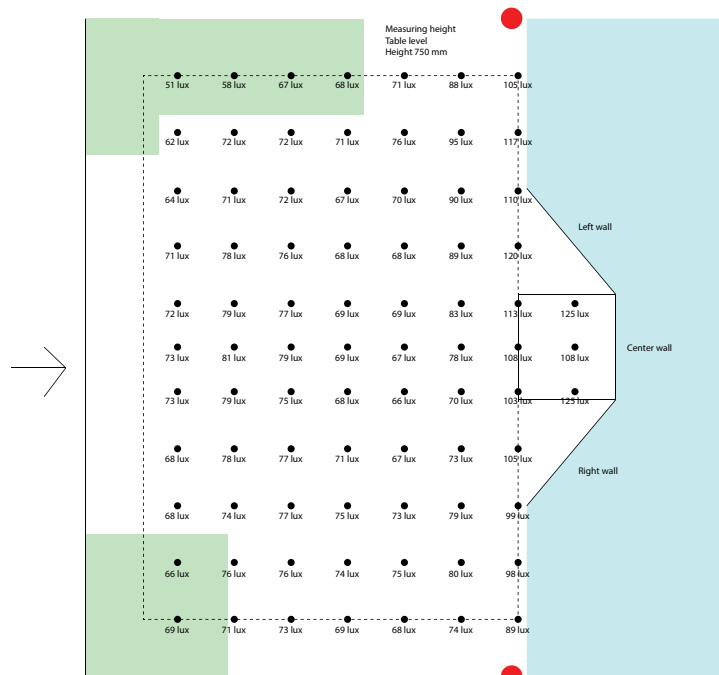 Measuring height
Table level
Height 750 mm
51 lux 58 lux 67 lux 68 lux 71 lux 88 lux 105 lux
62 lux 72 lux 72 lux 71 lux 76 lux 95 lux 117 lux
64 lux 71 lux 72 lux 67 lux 70 lux 90 lux 110 lux
Left wall
71 lux 78 lux 76 lux 68 lux 68 lux 89 lux 120 lux
72 lux 79 lux 77 lux 69 lux 69 lux 83 lux 113 lux 125 lux
Center wall
73 lux 81 lux 79 lux 69 lux 67 lux 78 lux 108 lux 108 lux
73 lux 79 lux 75 lux 68 lux 66 lux 70 lux 103 lux 125 lux
68 lux 78 lux 77 lux 71 lux 67 lux 73 lux 105 lux
Right wall
68 lux 74 lux 77 lux 75 lux 73 lux 79 lux 99 lux
66 lux 76 lux 76 lux 74 lux 75 lux 80 lux 98 lux
69 lux 71 lux 73 lux 69 lux 68 lux 74 lux 89 lux